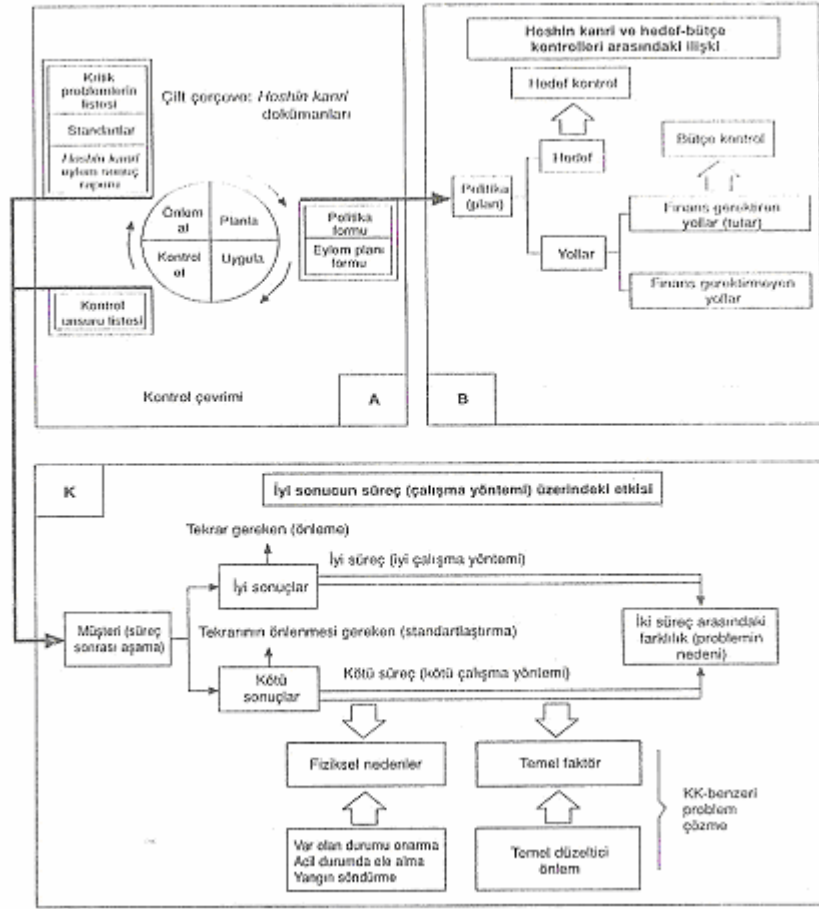 Kritik
problemlerin
listesi
Standartlar
Hoshin kanri
eylem sonuç
raporu
Çift çerçeve: Hoshin kanri
dokümanları
Önlem
al
Planla
Kontrol
et
Uygula
Politika
formu
Eylem planı
formu
Kontrol
unsuru listesi
Kontrol çevrimi
A
Hoshin kanri ve hedef-bütçe
kontrolleri arasındaki ilişki
Hedef kontrol
Bütçe kontrol
Hedef
Politika
(plan)
Finans gerektiren
yollar (tutar)
Yollar
Finans gerektirmeyen
yollar
B
K
İyi sonucun süreç (çalışma yöntemi) üzerindeki etkisi
Tekrar gereken (önleme)
İyi süreç (iyi çalışma yöntemi)
İyi sonuçlar
Müşteri (süreç
sonrası aşama)
Tekrarının önlenmesi gereken (standartlaştırma)
İki süreç arasındaki
farklılık (problemin
nedeni)
Kötü
sonuçlar
Kötü süreç (kötü çalışma yöntemi)
Fiziksel nedenler
Temel faktör
KK-benzeri
problem
çözme
Var olan durumu onarma
Acil durumda ele alma
Yangın söndürme
Temel düzeltici
önlem